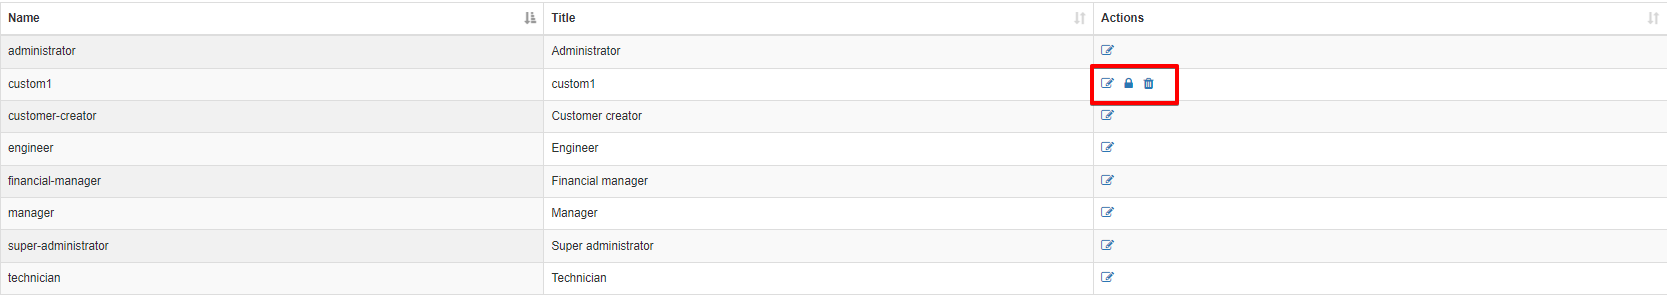 Name Title Actions
administrator Administrator
custom1 custom1
customer-creator Customer creator
engineer Engineer
financial-manager Financial manager
manager Manager
super-administrator Super administrator
technician Technician